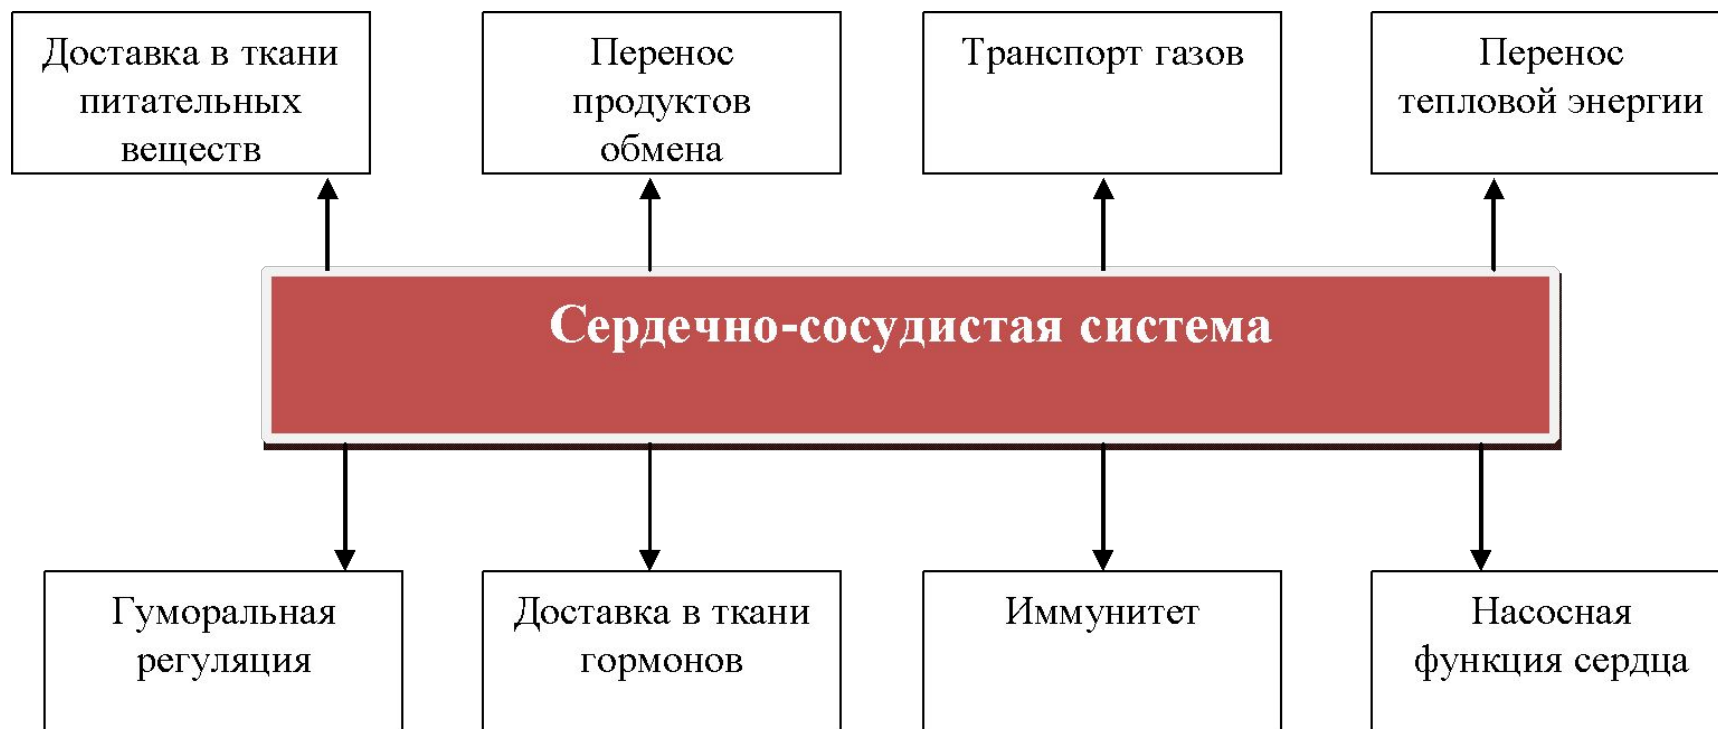 Доставка в ткани
питательных
веществ
Перенос
продуктов
обмена
Транспорт газов
Перенос
тепловой энергии
Сердечно-сосудистая система
Гуморальная
регуляция
Доставка в ткани
гормонов
Иммунитет
Насосная
функция сердца